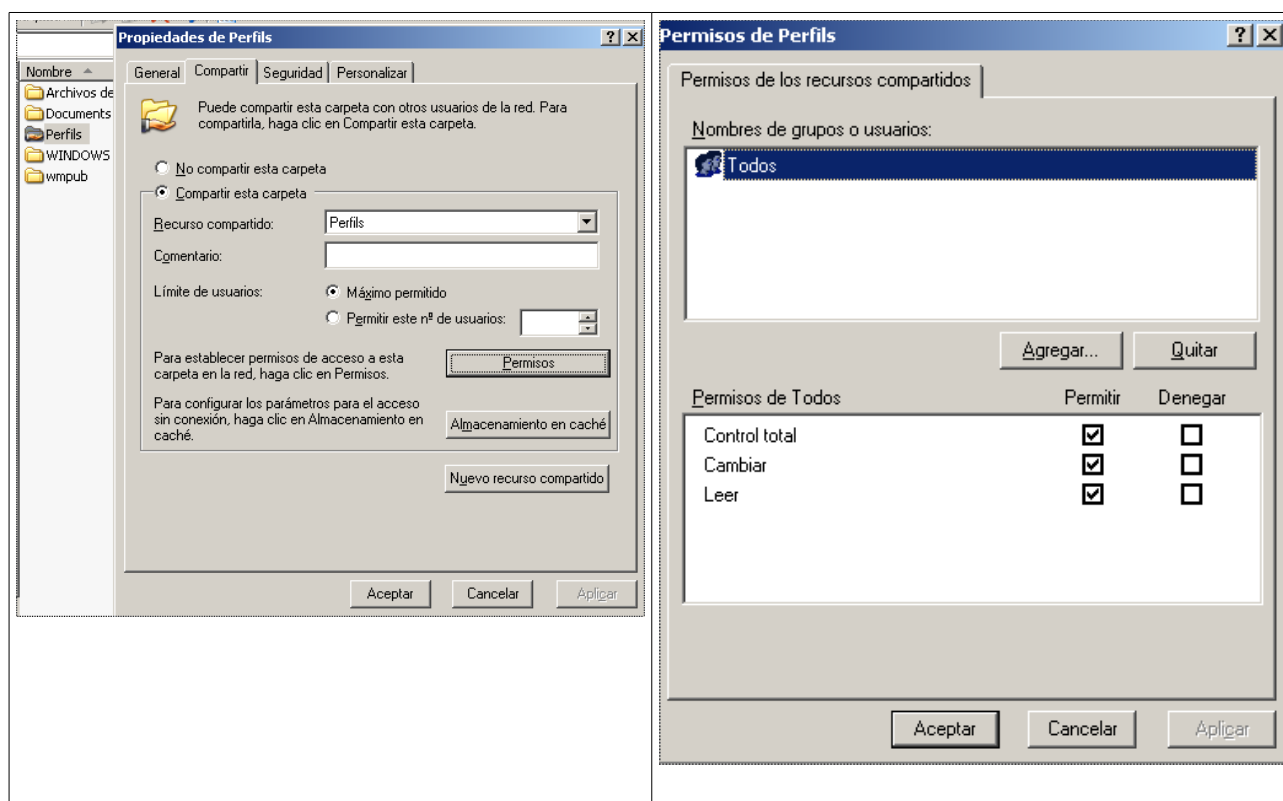 Propiedades de Perfils
Nombre
Archivos de
Documents
Perfils
WINDOWS
wmpub
General Compartir Seguridad Personalizar
Puede compartir esta carpeta con otros usuarios de la red. Para
compartirla, haga clic en Compartir esta carpeta.
No compartir esta carpeta
Compartir esta carpeta
Recurso compartido: Perfils
Comentario:
Límite de usuarios: Máximo permitido
Permitir este nº de usuarios:
Para establecer permisos de acceso a esta
carpeta en la red, haga clic en Permisos.
Permisos
Para configurar los parámetros para el acceso
sin conexión, haga clic en Almacenamiento en
caché.
Almacenamiento en caché
Nuevo recurso compartido
Aceptar Cancelar Aplicar
Permisos de Perfils
Permisos de los recursos compartidos
Nombres de grupos o usuarios:
Todos
Agregar... Quitar
Permisos de Todos Permitir Denegar
Control total
Cambiar
Leer
Aceptar Cancelar Aplicar